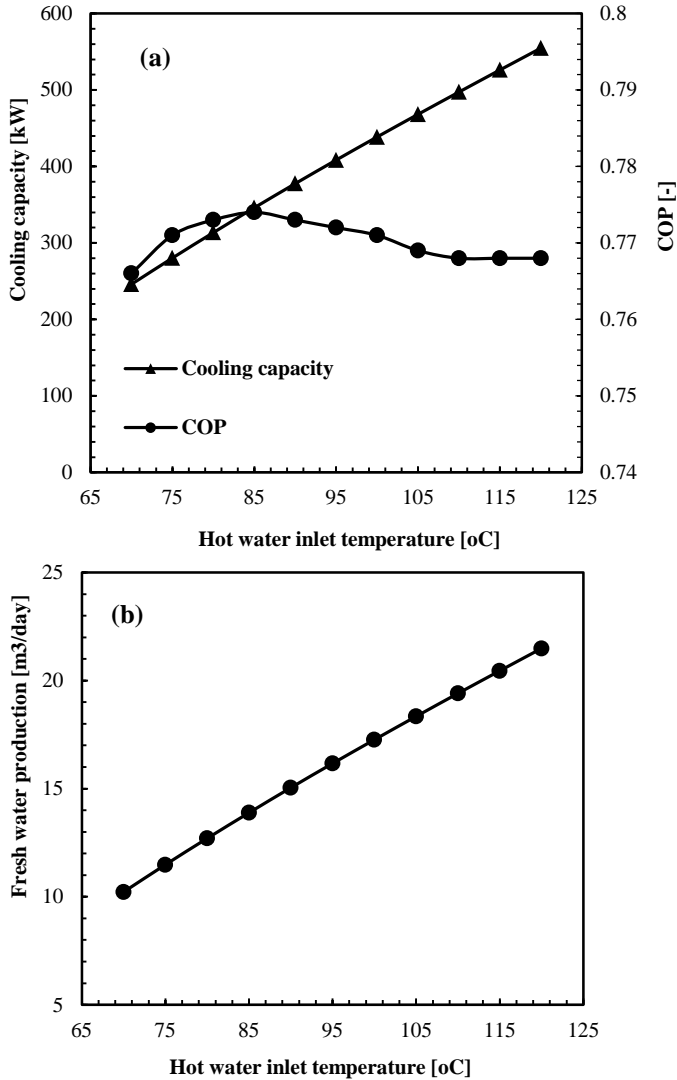 600
0.8
(a)
500
0.79
400
0.78
Cooling capacity [kW]
COP [-]
300
0.77
200
0.76
Cooling capacity
100
0.75
COP
0
0.74
65 75 85 95 105 115 125
Hot water inlet temperature [oC]
25
(b)
20
Fresh water production [m3/day]
15
10
5
65 75 85 95 105 115 125
Hot water inlet temperature [oC]